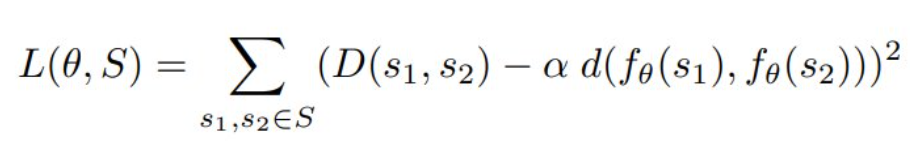 L(θ, S) = ∑ (D(s₁, s₂) − α d(f_θ(s₁), f_θ(s₂)))²
s₁,s₂∈S